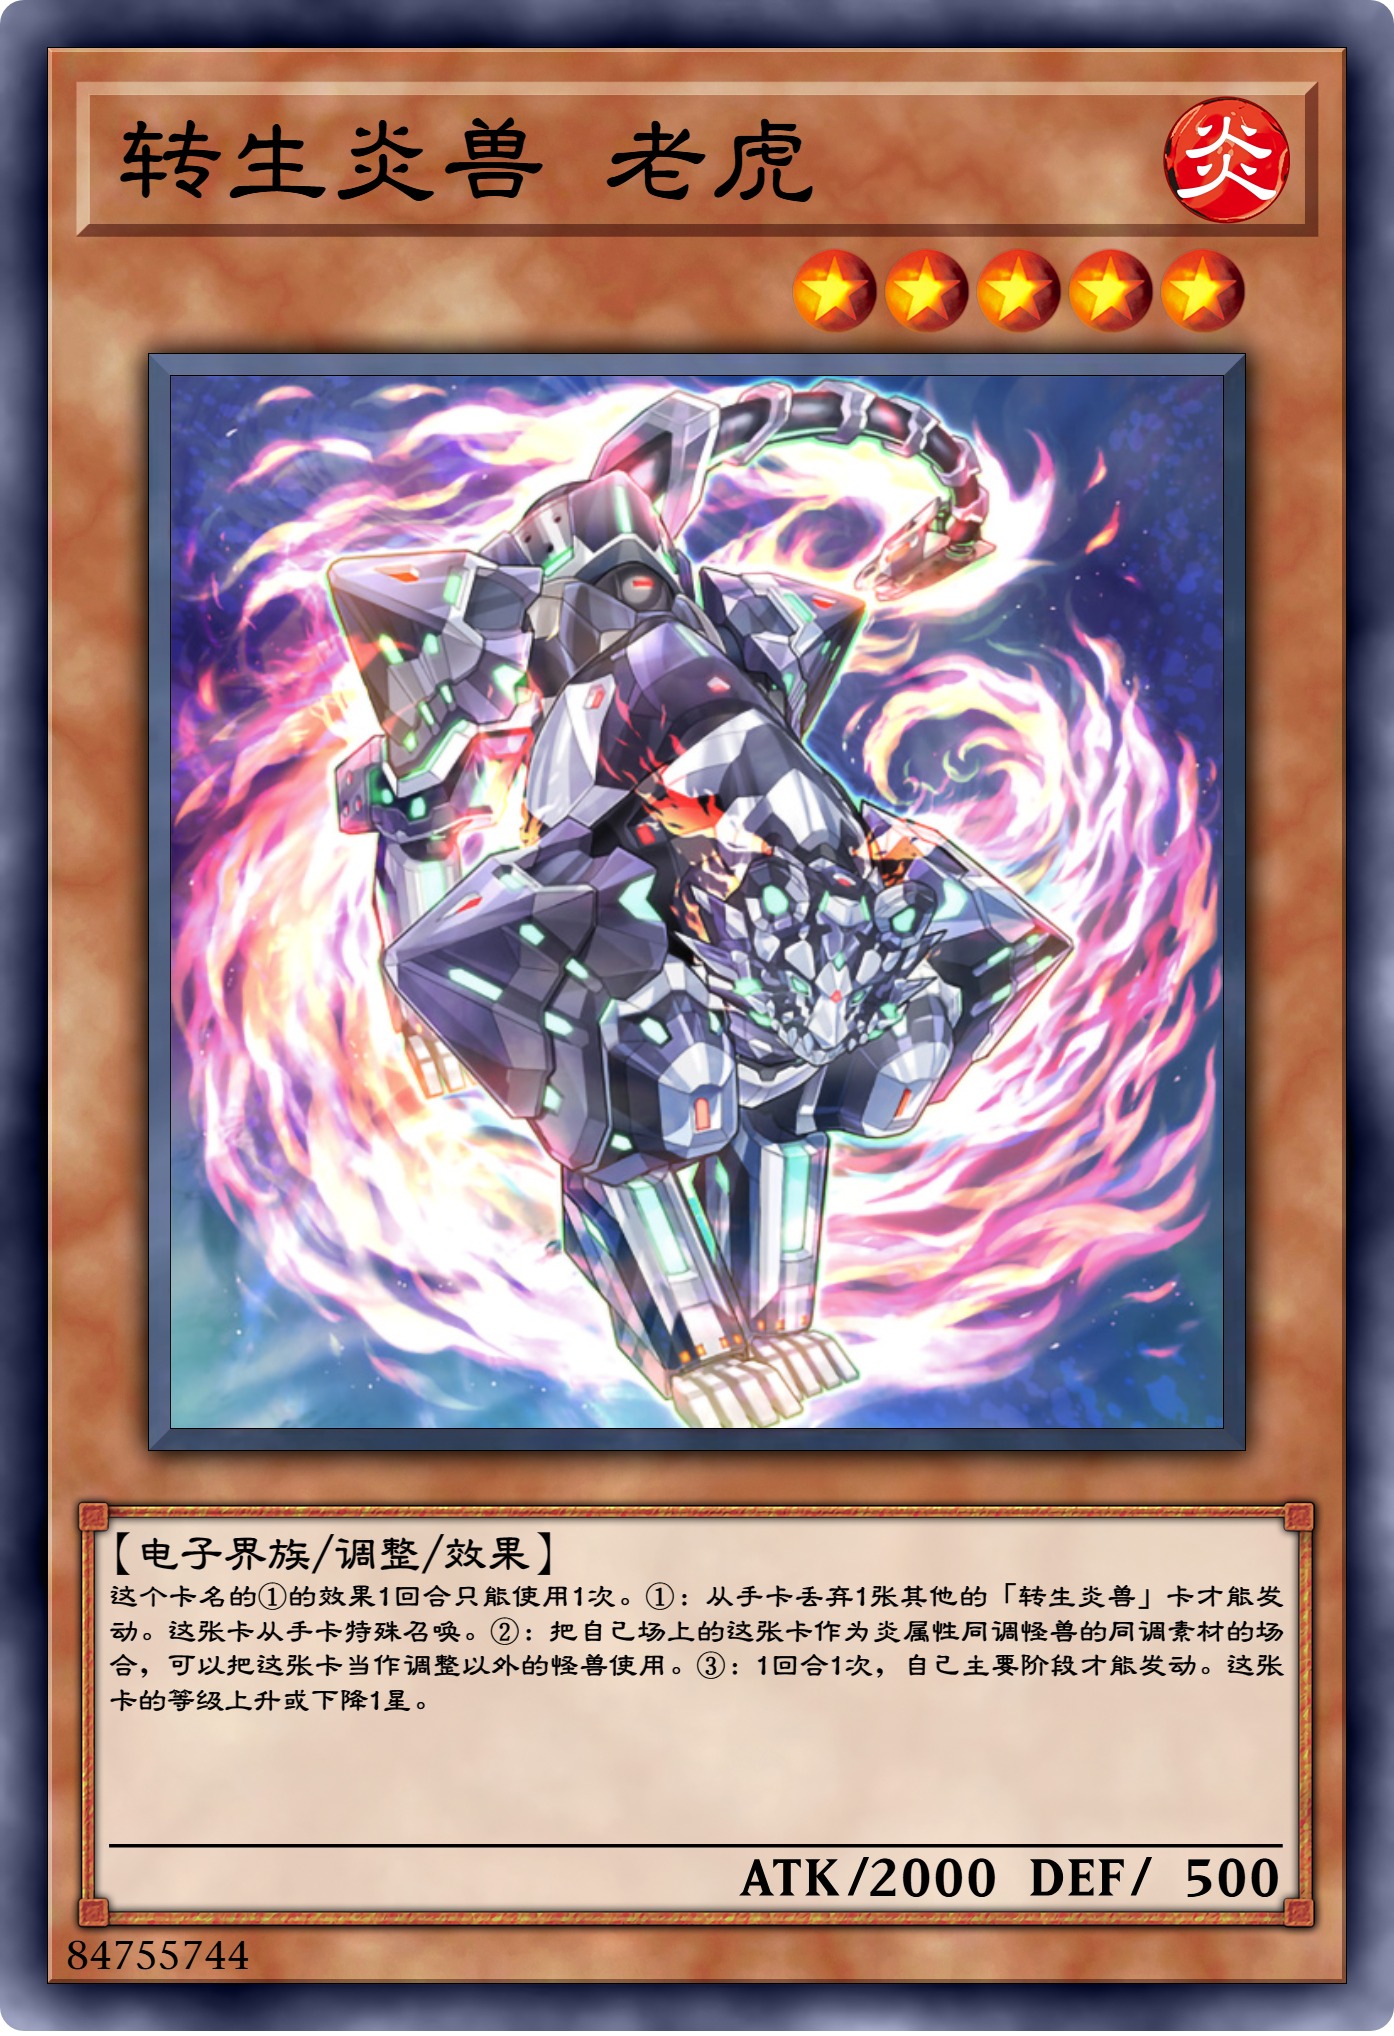 转生炎兽 老虎
炎
【电子界族/调整/效果】
这个卡名的①的效果1回合只能使用1次。①：从手卡丢弃1张其他的「转生炎兽」卡才能发
动。这张卡从手卡特殊召唤。②：把自己场上的这张卡作为炎属性同调怪兽的同调素材的场
合，可以把这张卡当作调整以外的怪兽使用。③：1回合1次，自己主要阶段才能发动。这张
卡的等级上升或下降1星。
ATK/2000 DEF/ 500
84755744